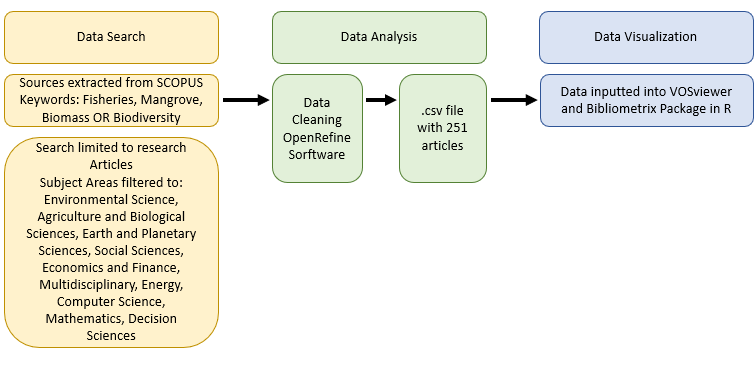 Data Search
Data Analysis
Data Visualization
Sources extracted from SCOPUS
Keywords: Fisheries, Mangrove,
Biomass OR Biodiversity
Data
Cleaning
OpenRefine
Sorftware
.csv file
with 251
articles
Data inputted into VOSviewer
and Bibliometrix Package in R
Search limited to research
Articles
Subject Areas filtered to:
Environmental Science,
Agriculture and Biological
Sciences, Earth and Planetary
Sciences, Social Sciences,
Economics and Finance,
Multidisciplinary, Energy,
Computer Science,
Mathematics, Decision
Sciences